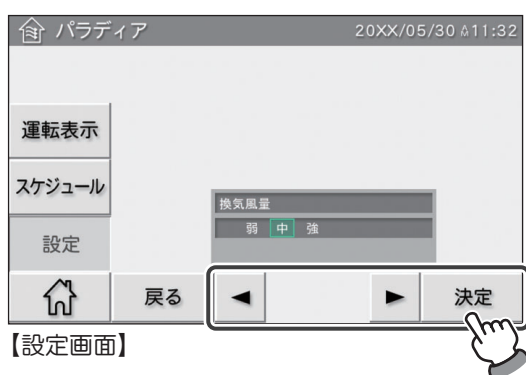 パラディア 20XX/05/30 11:32
運転表示
スケジュール
換気風量
弱 中 強
設定
戻る ◄ ► 決定
【設定画面】